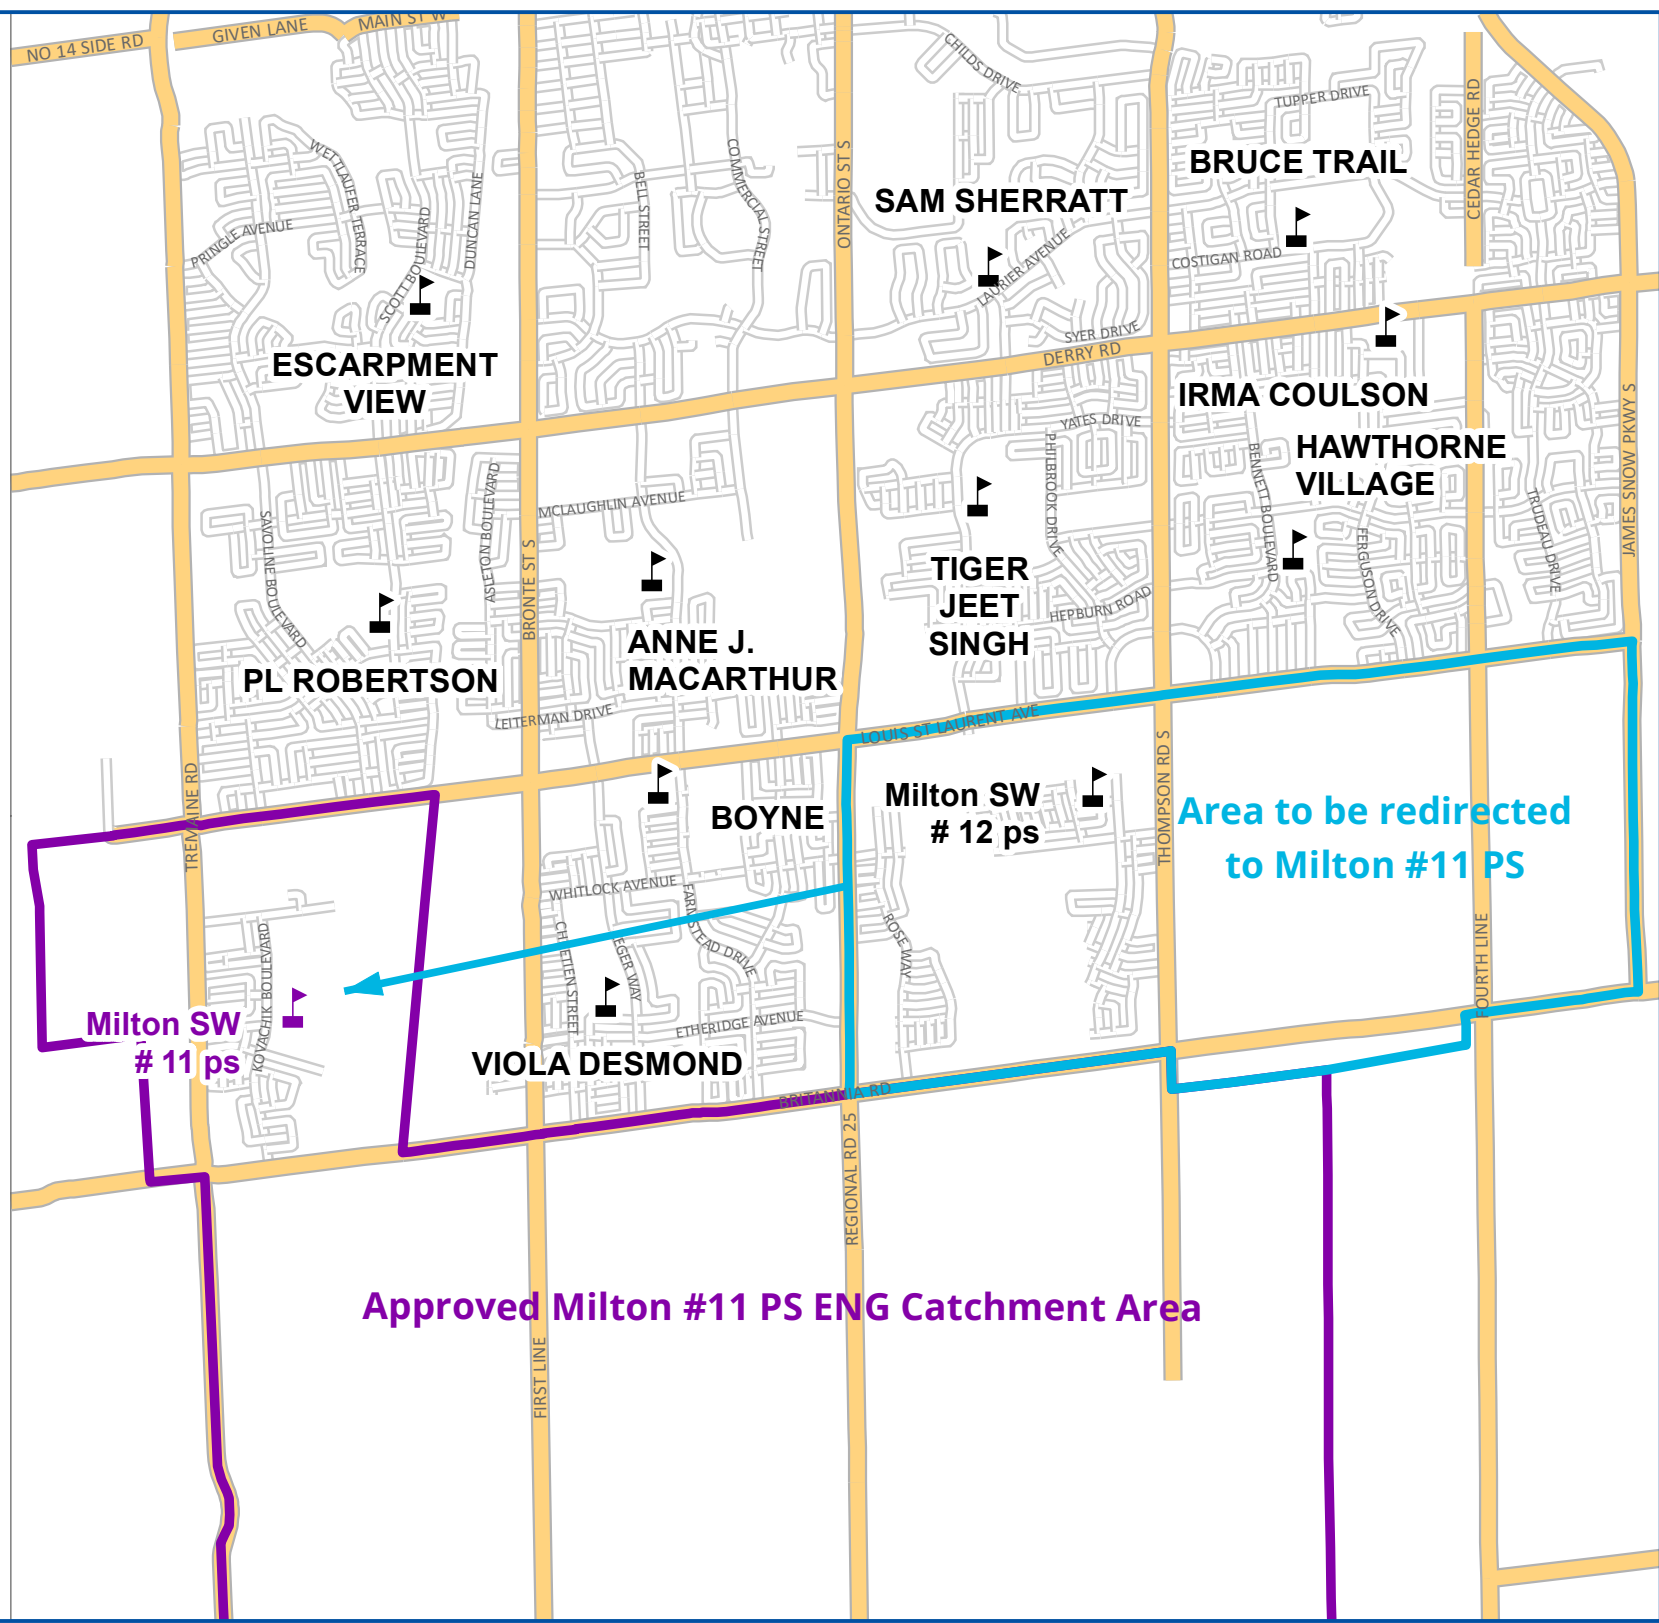 NO 14 SIDE RD
GIVEN LANE
MAIN ST W
CHILDS DRIVE
TUPPER DRIVE
CEDAR HEDGE RD
WETTLAUFER TERRACE
COMMERCIAL STREET
ONTARIO ST S
BRUCE TRAIL
SAM SHERRATT
BELL STREET
DUNCAN LANE
PRINGLE AVENUE
SCOTT BOULEVARD
LAURIER AVENUE
COSTIGAN ROAD
SYER DRIVE
DERRY RD
ESCARPMENT
VIEW
IRMA COULSON
JAMES SNOW PKWY S
YATES DRIVE
PHILBROOK DRIVE
BENNETT BOULEVARD
HAWTHORNE
VILLAGE
ASLETON BOULEVARD
MCLAUGHLIN AVENUE
SAVOLINE BOULEVARD
BRONTE ST S
TRUDEAU DRIVE
FERGUSON DRIVE
TIGER
JEET
SINGH
HEPBURN ROAD
ANNE J.
MACARTHUR
PL ROBERTSON
LEITERMAN DRIVE
LOUIS ST LAURENT AVE
THOMPSON RD S
TREMAINE RD
Milton SW
# 12 ps
BOYNE
Area to be redirected
to Milton #11 PS
WHITLOCK AVENUE
FARMSTEAD DRIVE
ROSE WAY
FOURTH LINE
KOVACHIK BOULEVARD
EGER WAY
Milton SW
# 11 ps
ETHERIDGE AVENUE
VIOLA DESMOND
BRITANNIA RD
REGIONAL RD 25
Approved Milton #11 PS ENG Catchment Area
FIRST LINE